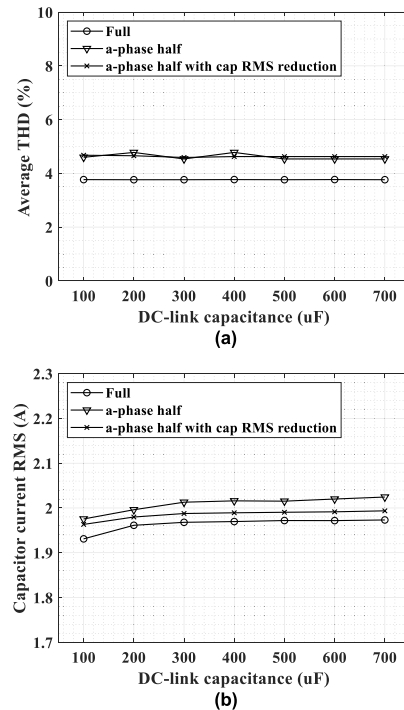 10
8
6
4
2
0
Average THD (%)
Full
a-phase half
a-phase half with cap RMS reduction
100 200 300 400 500 600 700
DC-link capacitance (uF)
(a)
2.3
2.2
2.1
2
1.9
1.8
1.7
Capacitor current RMS (A)
Full
a-phase half
a-phase half with cap RMS reduction
100 200 300 400 500 600 700
DC-link capacitance (uF)
(b)